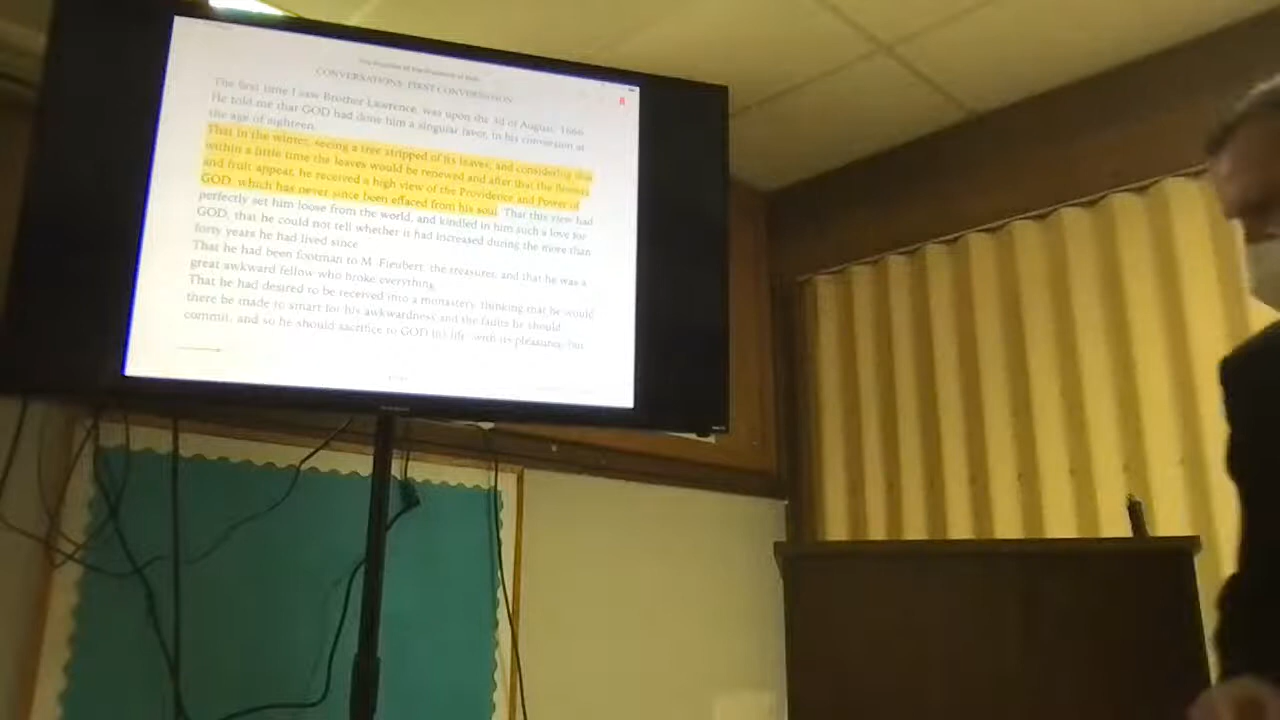 The Practice of the Presence of God
CONVERSATIONS: FIRST CONVERSATION
The first time I saw Brother Lawrence, was upon the 3d of August, 1666.
He told me that GOD had done him a singular favor, in his conversion at
the age of eighteen.
That in the winter, seeing a tree stripped of its leaves, and considering that
within a little time the leaves would be renewed and after that the flowers
and fruit appear, he received a high view of the Providence and Power of
GOD, which has never since been effaced from his soul. That this view had
perfectly set him loose from the world, and kindled in him such a love for
GOD, that he could not tell whether it had increased during the more than
forty years he had lived since.
That he had been footman to M. Fieubert, the treasurer, and that he was a
great awkward fellow who broke everything.
That he had desired to be received into a monastery, thinking that he would
there be made to smart for his awkwardness and the faults he should
commit, and so he should sacrifice to GOD his life, with its pleasures: but